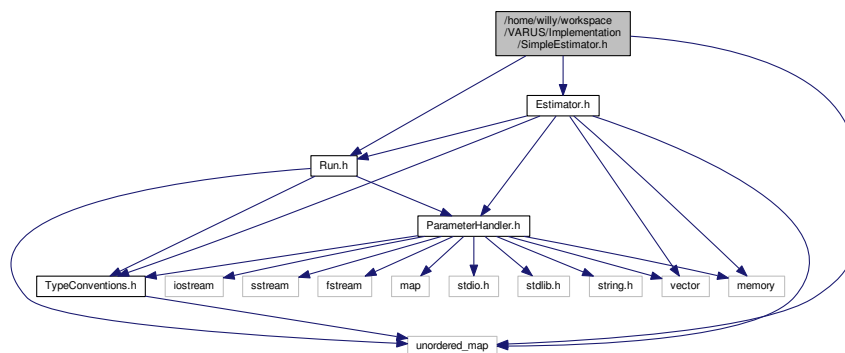 /home/willy/workspace
/VARUS/Implementation
/SimpleEstimator.h
Estimator.h
Run.h
ParameterHandler.h
TypeConventions.h
iostream
sstream
fstream
map
stdio.h
stdlib.h
string.h
vector
memory
unordered_map